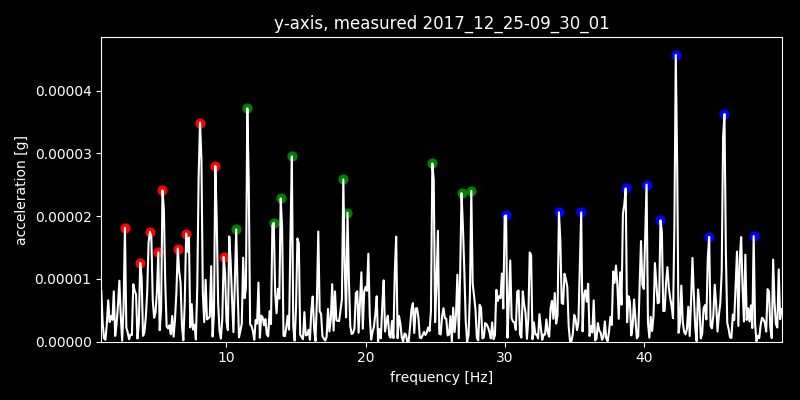 y-axis, measured 2017_12_25-09_30_01
acceleration [g]
0.00004
0.00003
0.00002
0.00001
0.00000
10 20 30 40
frequency [Hz]